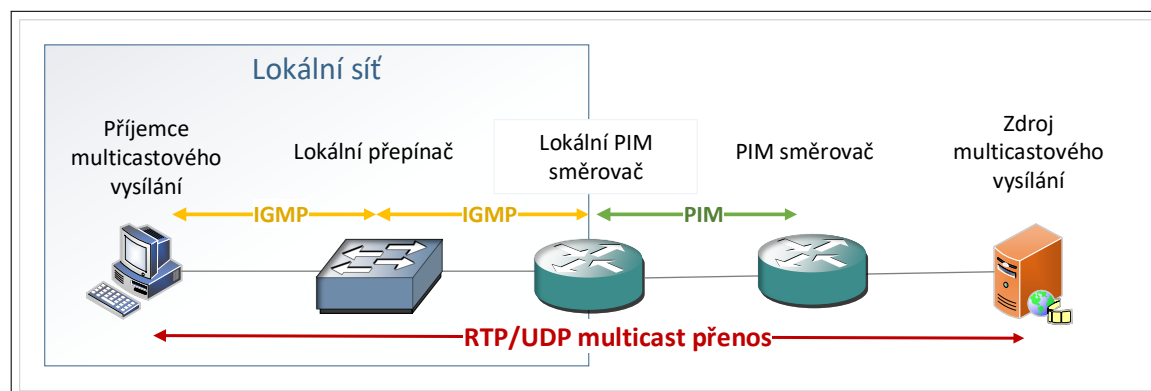 Lokální síť
Příjemce
multicastového
vysílání
Lokální přepínač
Lokální PIM
směrovač
PIM směrovač
Zdroj
multicastového
vysílání
IGMP
IGMP
PIM
RTP/UDP multicast přenos